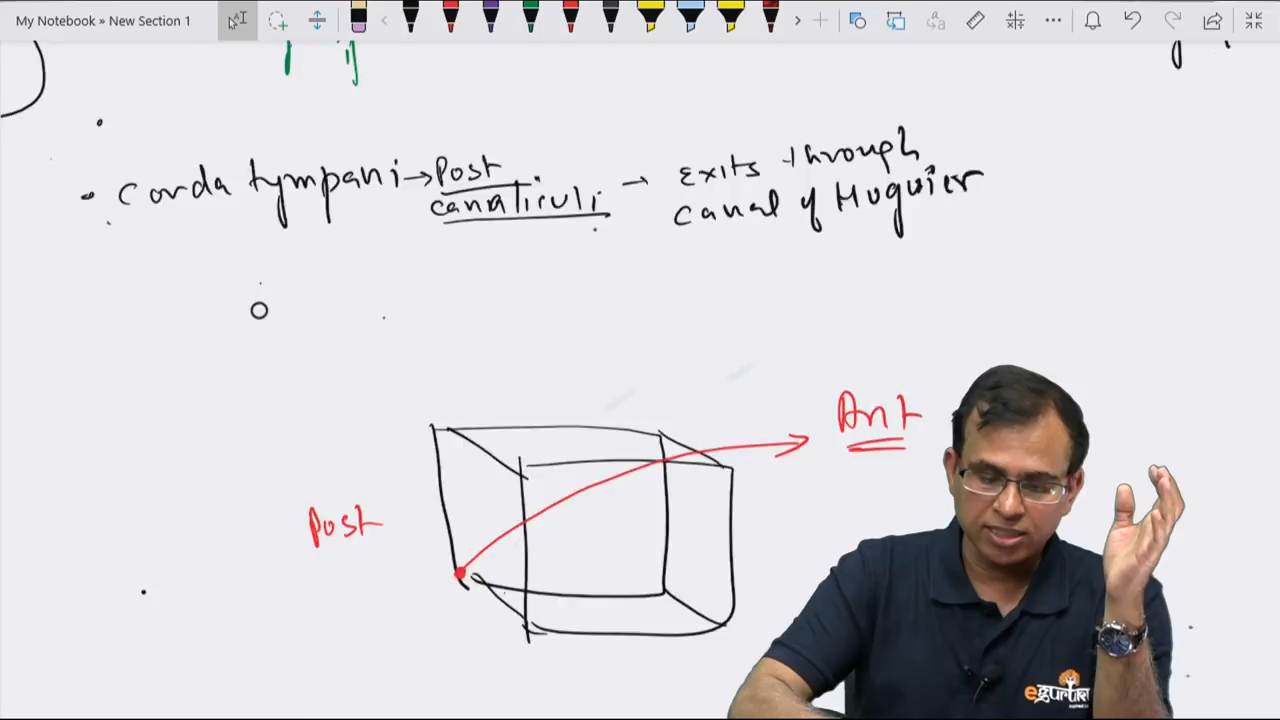 My Notebook » New Section 1
Corda tympani → Post canaliculi → Exits through canal of Huguier
Ant
Post
egurukul